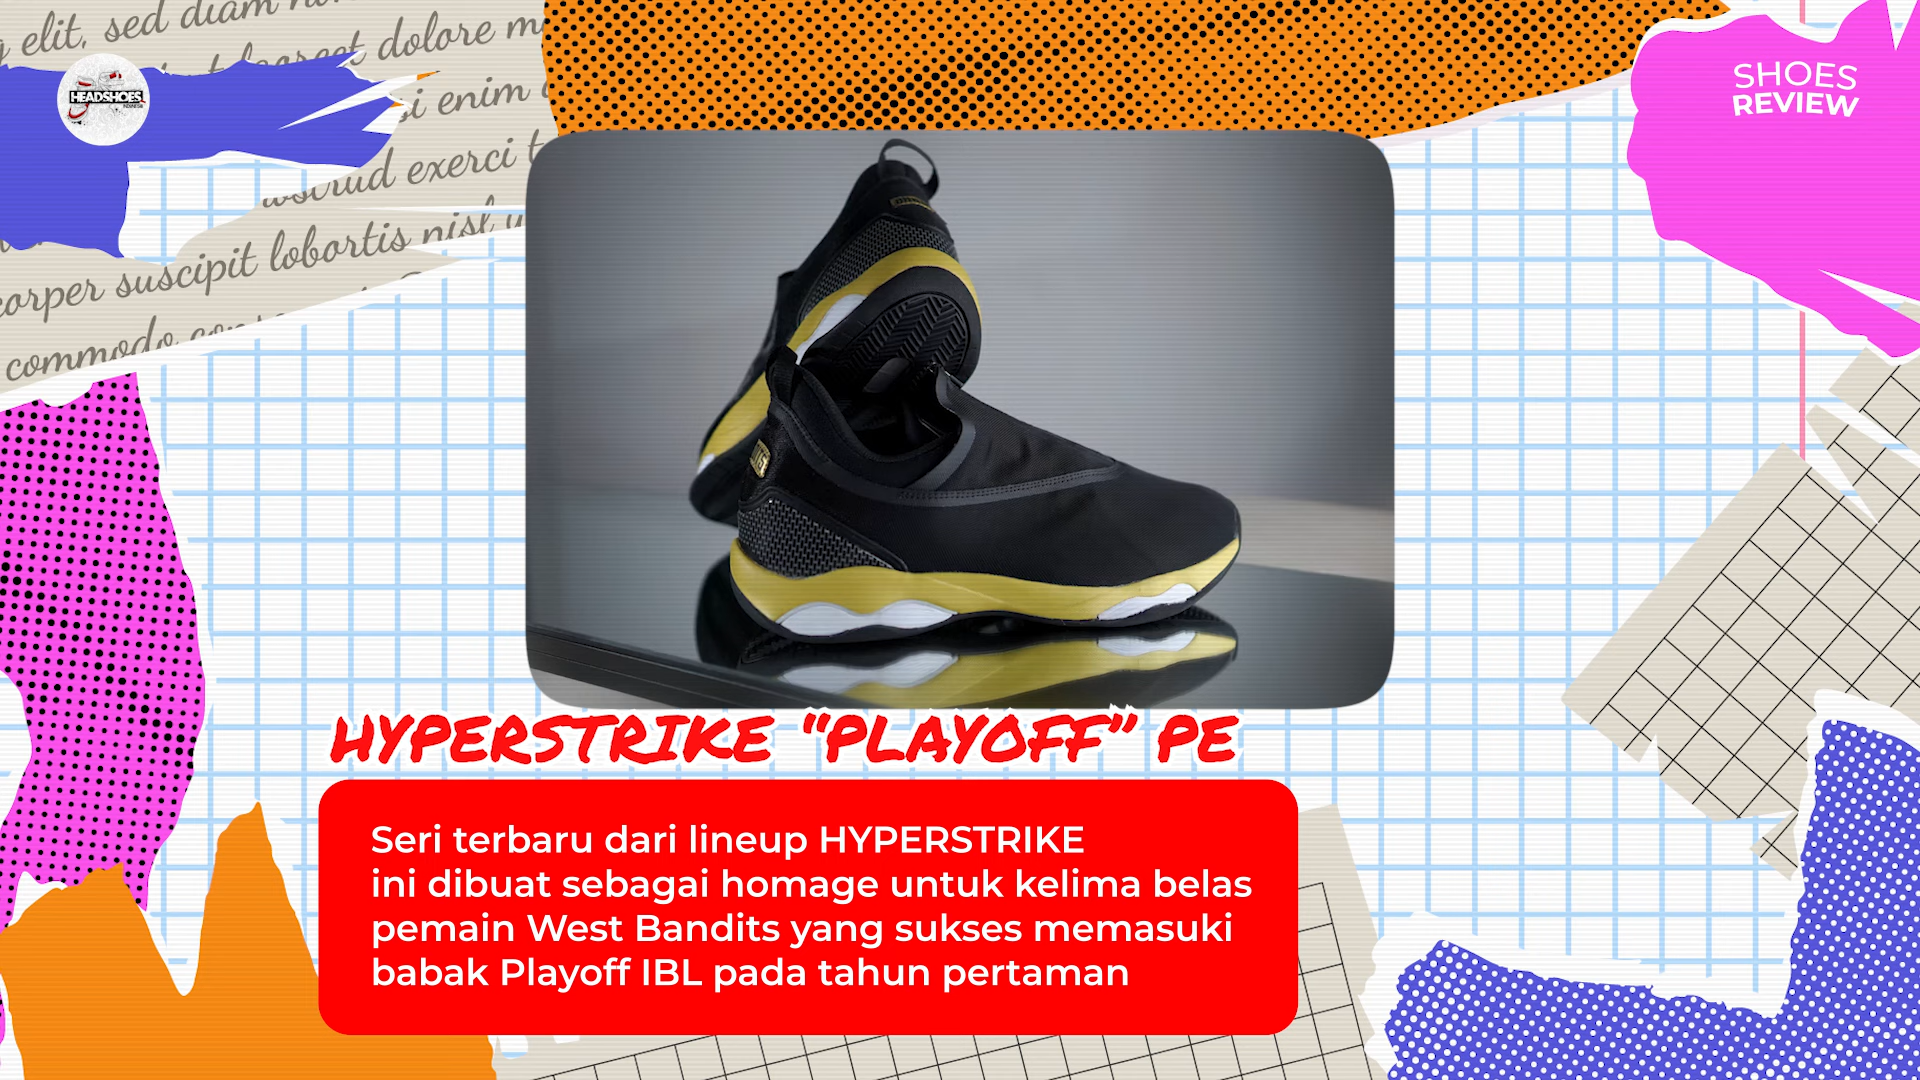 elit, sed diam
dolore
si enim
exerci
suscipit lobortis nisl
commodo
HEADSHOES
SHOES
REVIEW
HYPERSTRIKE “PLAYOFF” PE
Seri terbaru dari lineup HYPERSTRIKE
ini dibuat sebagai homage untuk kelima belas
pemain West Bandits yang sukses memasuki
babak Playoff IBL pada tahun pertaman